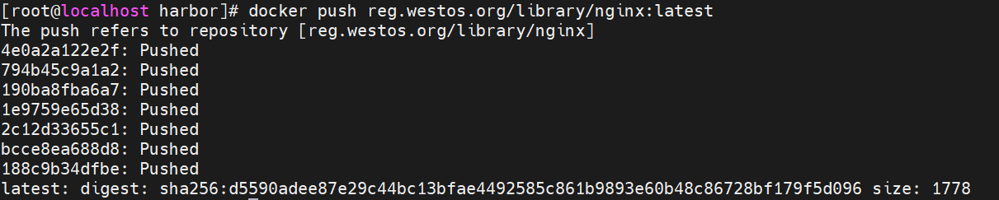 [root@localhost harbor]# docker push reg.westos.org/library/nginx:latest
The push refers to repository [reg.westos.org/library/nginx]
4e0a2a122e2f: Pushed
794b45c9a1a2: Pushed
190ba8fba6a7: Pushed
1e9759e65d38: Pushed
2c12d33655c1: Pushed
bcce8ea688d8: Pushed
188c9b34dfbe: Pushed
latest: digest: sha256:d5590adee87e29c44bc13bfae4492585c861b9893e60b48c86728bf179f5d096 size: 1778